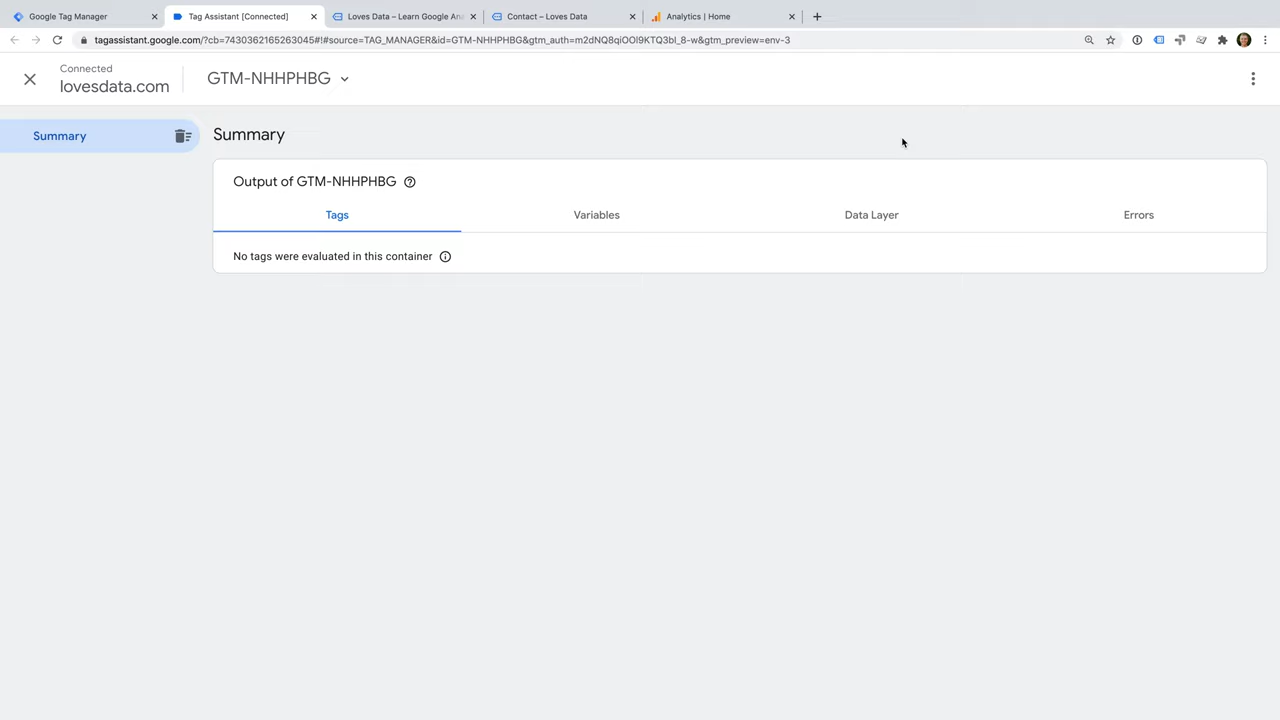 Google Tag Manager
Tag Assistant [Connected]
Loves Data – Learn Google Ana
Contact – Loves Data
Analytics | Home
tagassistant.google.com/?cb=7430362165263045#!#source=TAG_MANAGER&id=GTM-NHHPHBG&gtm_auth=m2dNQ8qiOOl9KTQ3bl_8-w&gtm_preview=env-3
Connected
lovesdata.com
GTM-NHHPHBG
Summary
Summary
Output of GTM-NHHPHBG
Tags
Variables
Data Layer
Errors
No tags were evaluated in this container